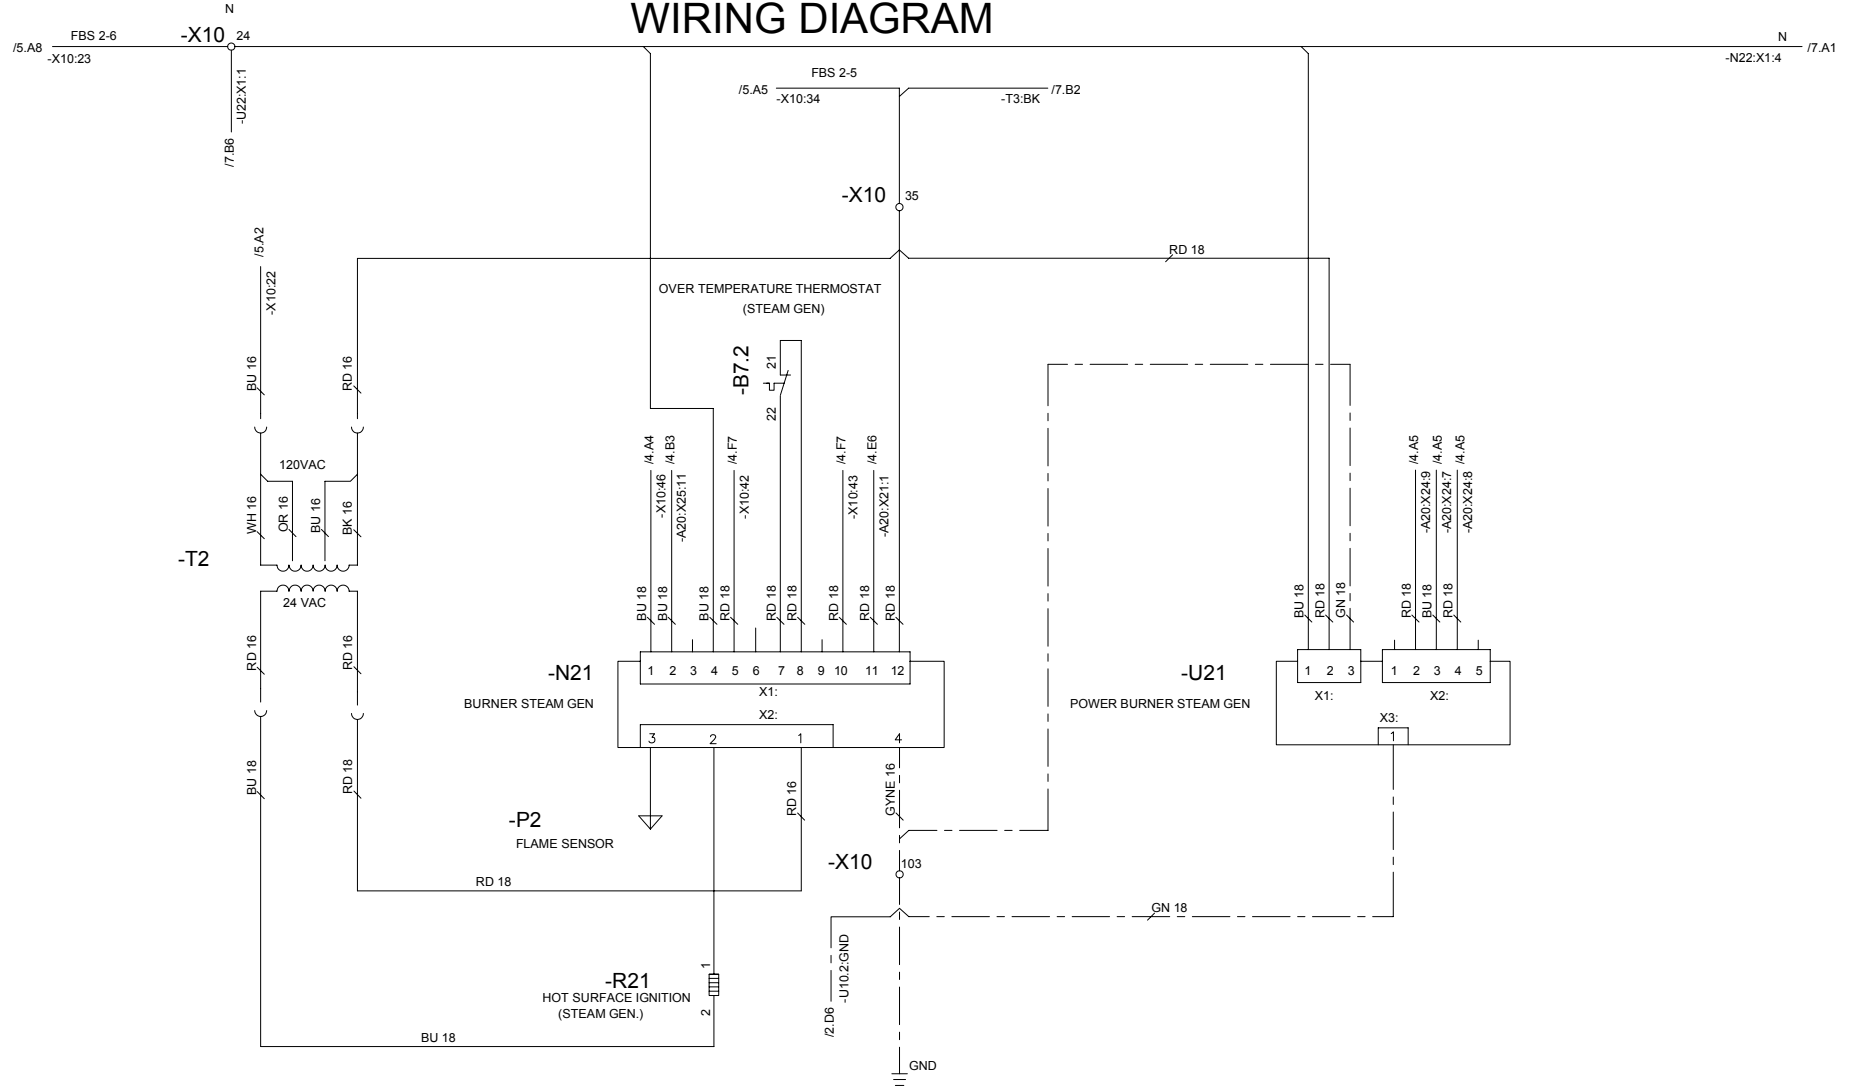 WIRING DIAGRAM
N
/5.A8
FBS 2-6
-X10:23
-X10
24
-U22:X1:1
/7.B6
N
-N22:X1:4
/7.A1
FBS 2-5
/5.A5
-X10:34
-T3:BK
/7.B2
-X10
35
RD 18
/5.A2
-X10:22
BU 16
RD 16
120VAC
WH 16
OR 16
BU 16
BK 16
-T2
24 VAC
RD 16
RD 16
BU 18
RD 18
OVER TEMPERATURE THERMOSTAT
(STEAM GEN)
-B7.2
21
22
/4.A4
-X10:46
/4.B3
-A20:X25:11
/4.F7
-X10:42
/4.F7
-X10:43
/4.E6
-A20:X21:1
BU 18
BU 18
BU 18
RD 18
RD 18
RD 18
RD 18
RD 18
RD 18
-N21
BURNER STEAM GEN
1 2 3 4 5 6 7 8 9 10 11 12
X1:
X2:
3 2 1 4
/4.A5
-A20:X24:9
/4.A5
-A20:X24:7
/4.A5
-A20:X24:8
BU 18
RD 18
GN 18
RD 18
BU 18
RD 18
-U21
POWER BURNER STEAM GEN
1 2 3
X1:
1 2 3 4 5
X2:
X3:
1
RD 16
GYNE 16
-P2
FLAME SENSOR
-X10
103
RD 18
GN 18
-U10.2:GND
/2.D6
-R21
HOT SURFACE IGNITION
(STEAM GEN.)
1
2
BU 18
GND